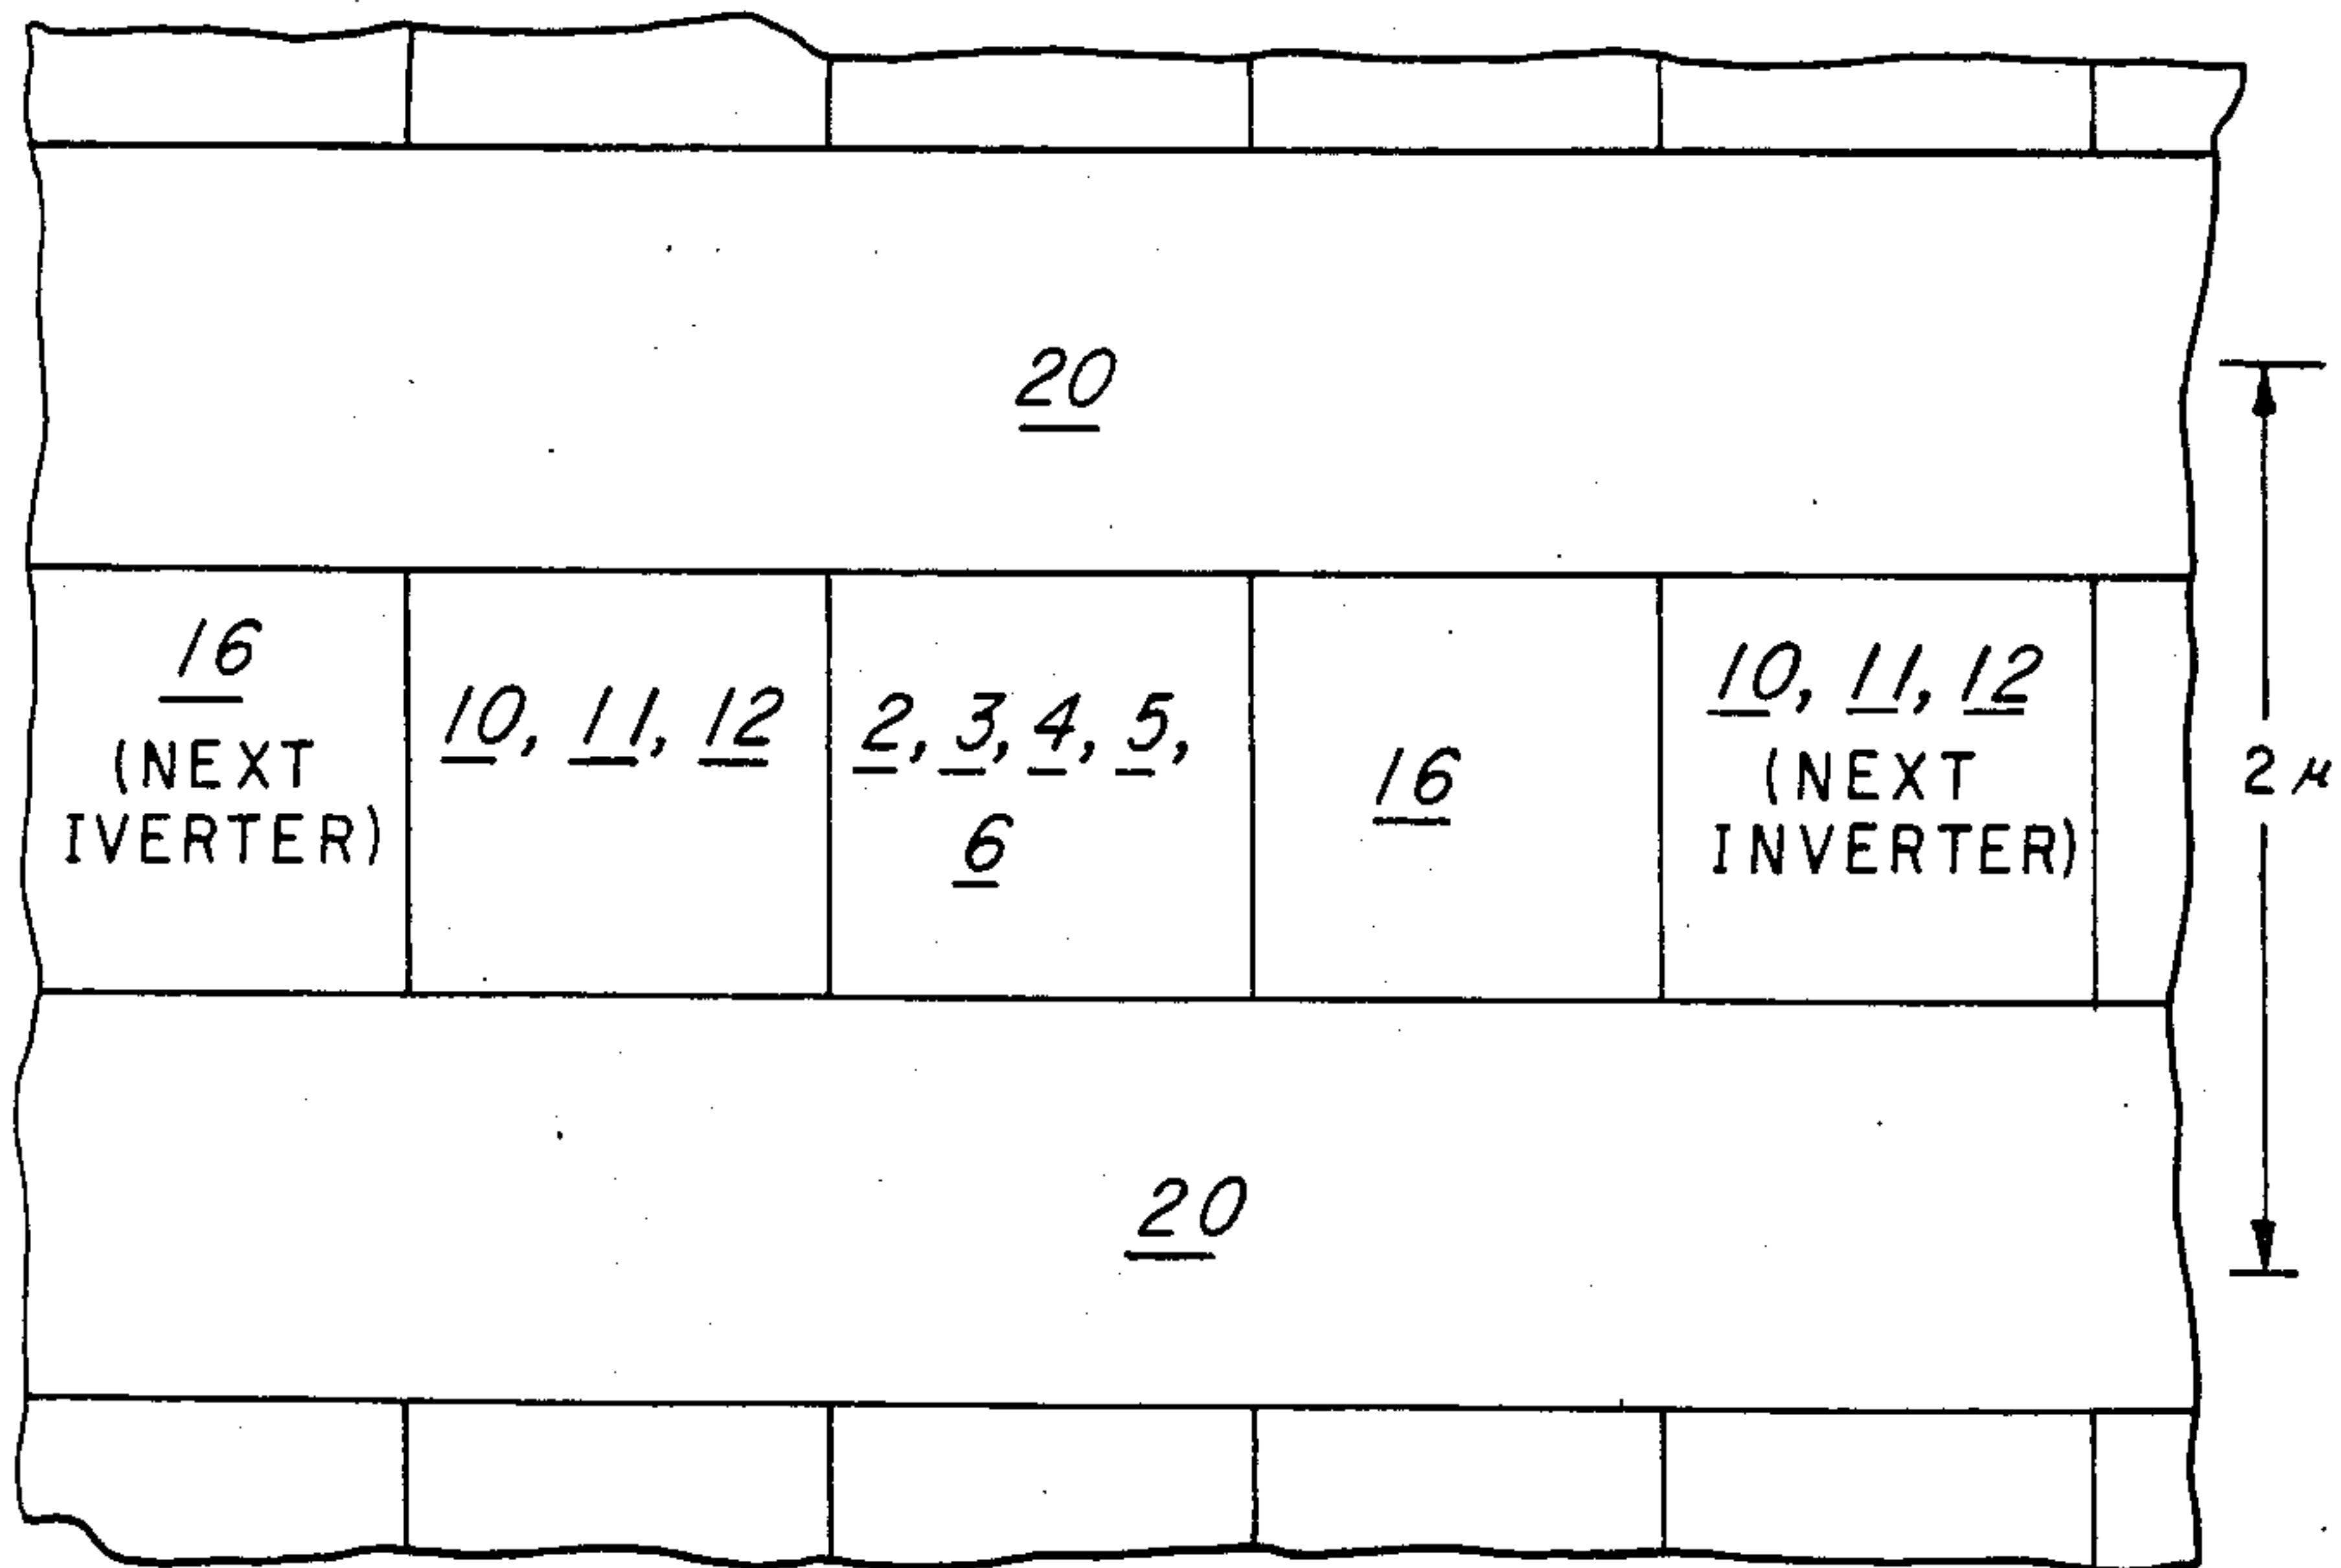 20
16
(NEXT
IVERTER)
10, 11, 12
2, 3, 4, 5,
6
16
10, 11, 12
(NEXT
INVERTER)
2 μ
20